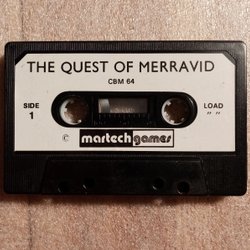 THE QUEST OF MERRAVID
CBM 64
SIDE
1
LOAD
" "
©
martechgames